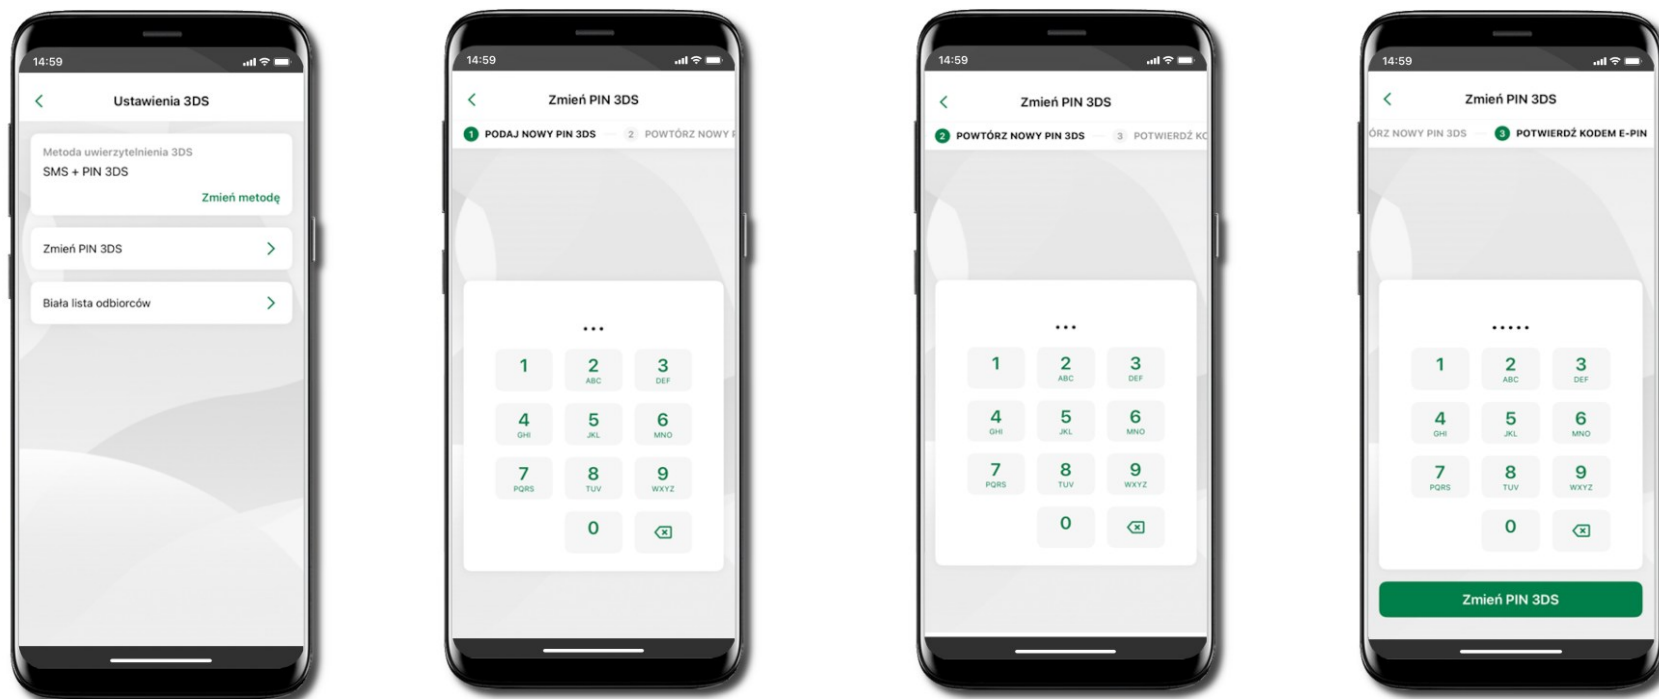 14:59
Ustawienia 3DS
Metoda uwierzytelnienia 3DS
SMS + PIN 3DS
Zmień metodę
Zmień PIN 3DS
Biała lista odbiorców
14:59
Zmień PIN 3DS
1 PODAJ NOWY PIN 3DS 2 POWTÓRZ NOWY
1 2 3
ABC DEF
4 5 6
GHI JKL MNO
7 8 9
PQRS TUV WXYZ
0
14:59
Zmień PIN 3DS
2 POWTÓRZ NOWY PIN 3DS 3 POTWIERDŹ KO
1 2 3
ABC DEF
4 5 6
GHI JKL MNO
7 8 9
PQRS TUV WXYZ
0
14:59
Zmień PIN 3DS
ÓRZ NOWY PIN 3DS 3 POTWIERDŹ KODEM E-PIN
1 2 3
ABC DEF
4 5 6
GHI JKL MNO
7 8 9
PQRS TUV WXYZ
0
Zmień PIN 3DS